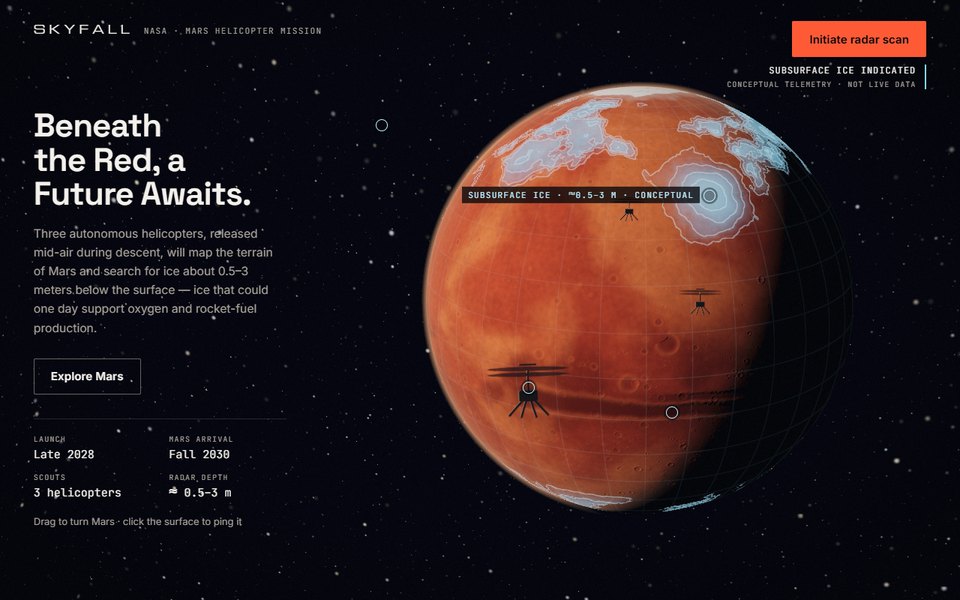 SKYFALL
NASA · MARS HELICOPTER MISSION
Initiate radar scan
SUBSURFACE ICE INDICATED
CONCEPTUAL TELEMETRY · NOT LIVE DATA
Beneath
the Red, a
Future Awaits.
SUBSURFACE ICE · ≈0.5–3 M · CONCEPTUAL
Three autonomous helicopters, released
mid-air during descent, will map the terrain
of Mars and search for ice about 0.5–3
meters below the surface — ice that could
one day support oxygen and rocket-fuel
production.
Explore Mars
LAUNCH
Late 2028
MARS ARRIVAL
Fall 2030
SCOUTS
3 helicopters
RADAR DEPTH
≈ 0.5–3 m
Drag to turn Mars · click the surface to ping it